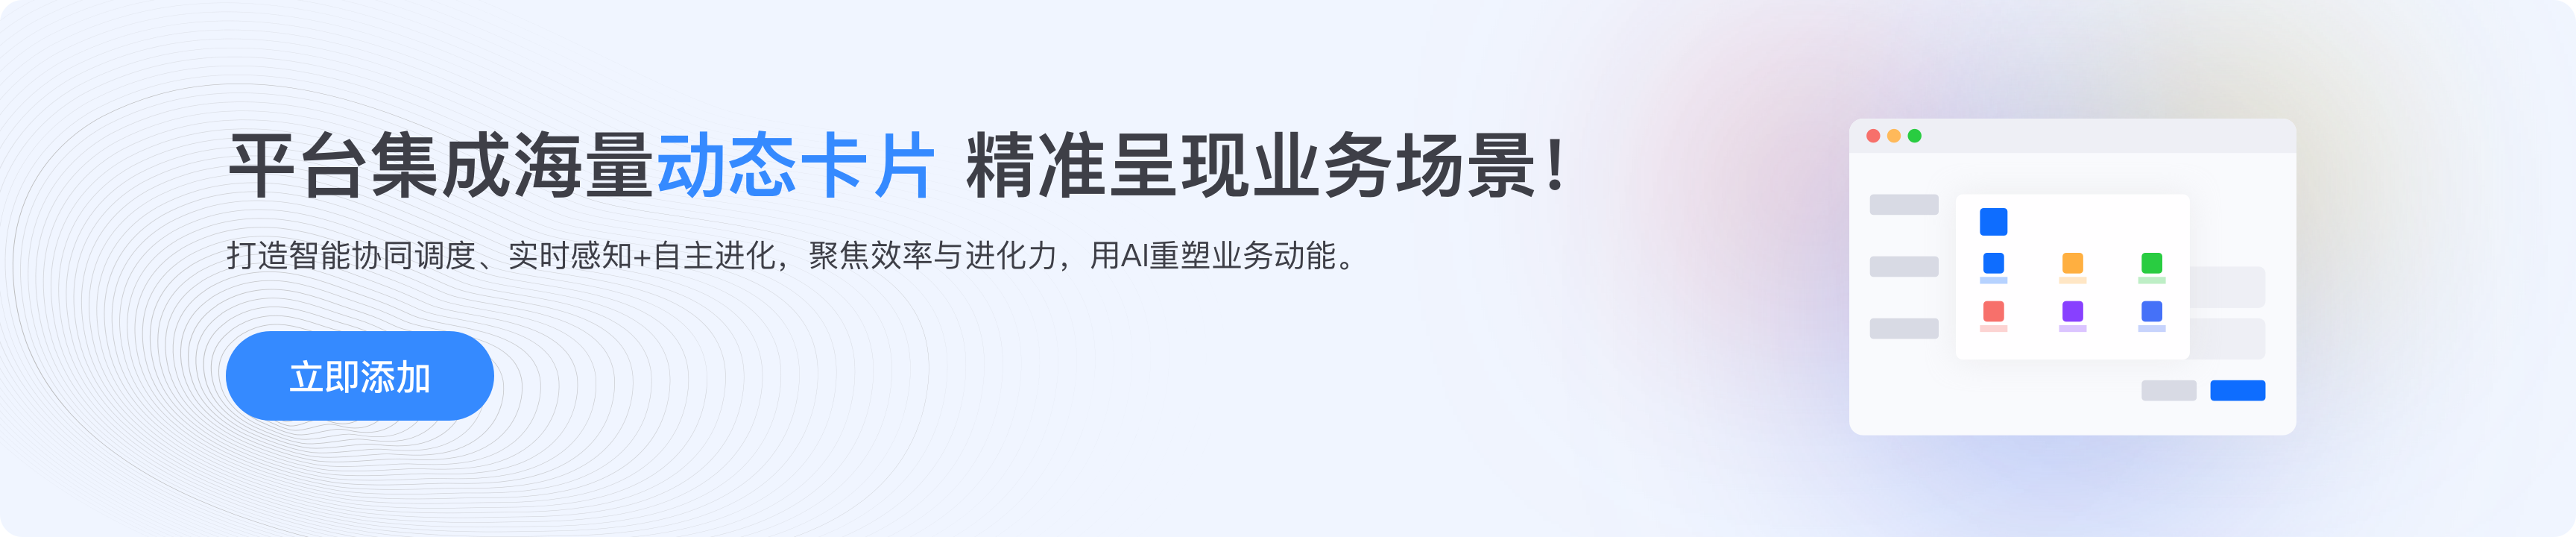 平台集成海量动态卡片 精准呈现业务场景！
打造智能协同调度、实时感知+自主进化，聚焦效率与进化力，用AI重塑业务动能。
立即添加